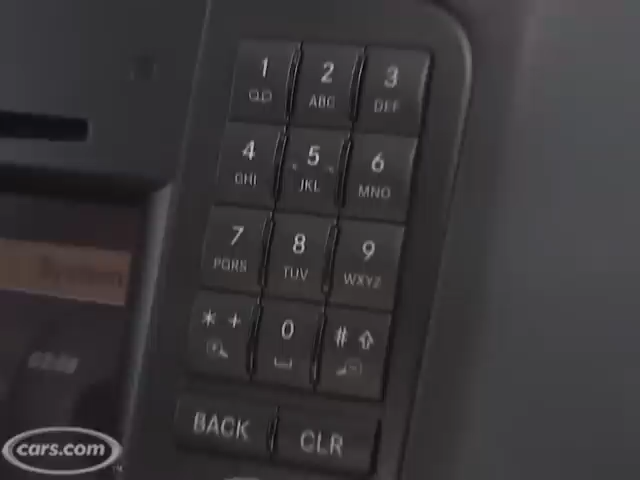 1 2 3
ABC DEF
4 5 6
GHI JKL MNO
7 8 9
PQRS TUV WXYZ
* + 0 #
BACK CLR
System
cars.com